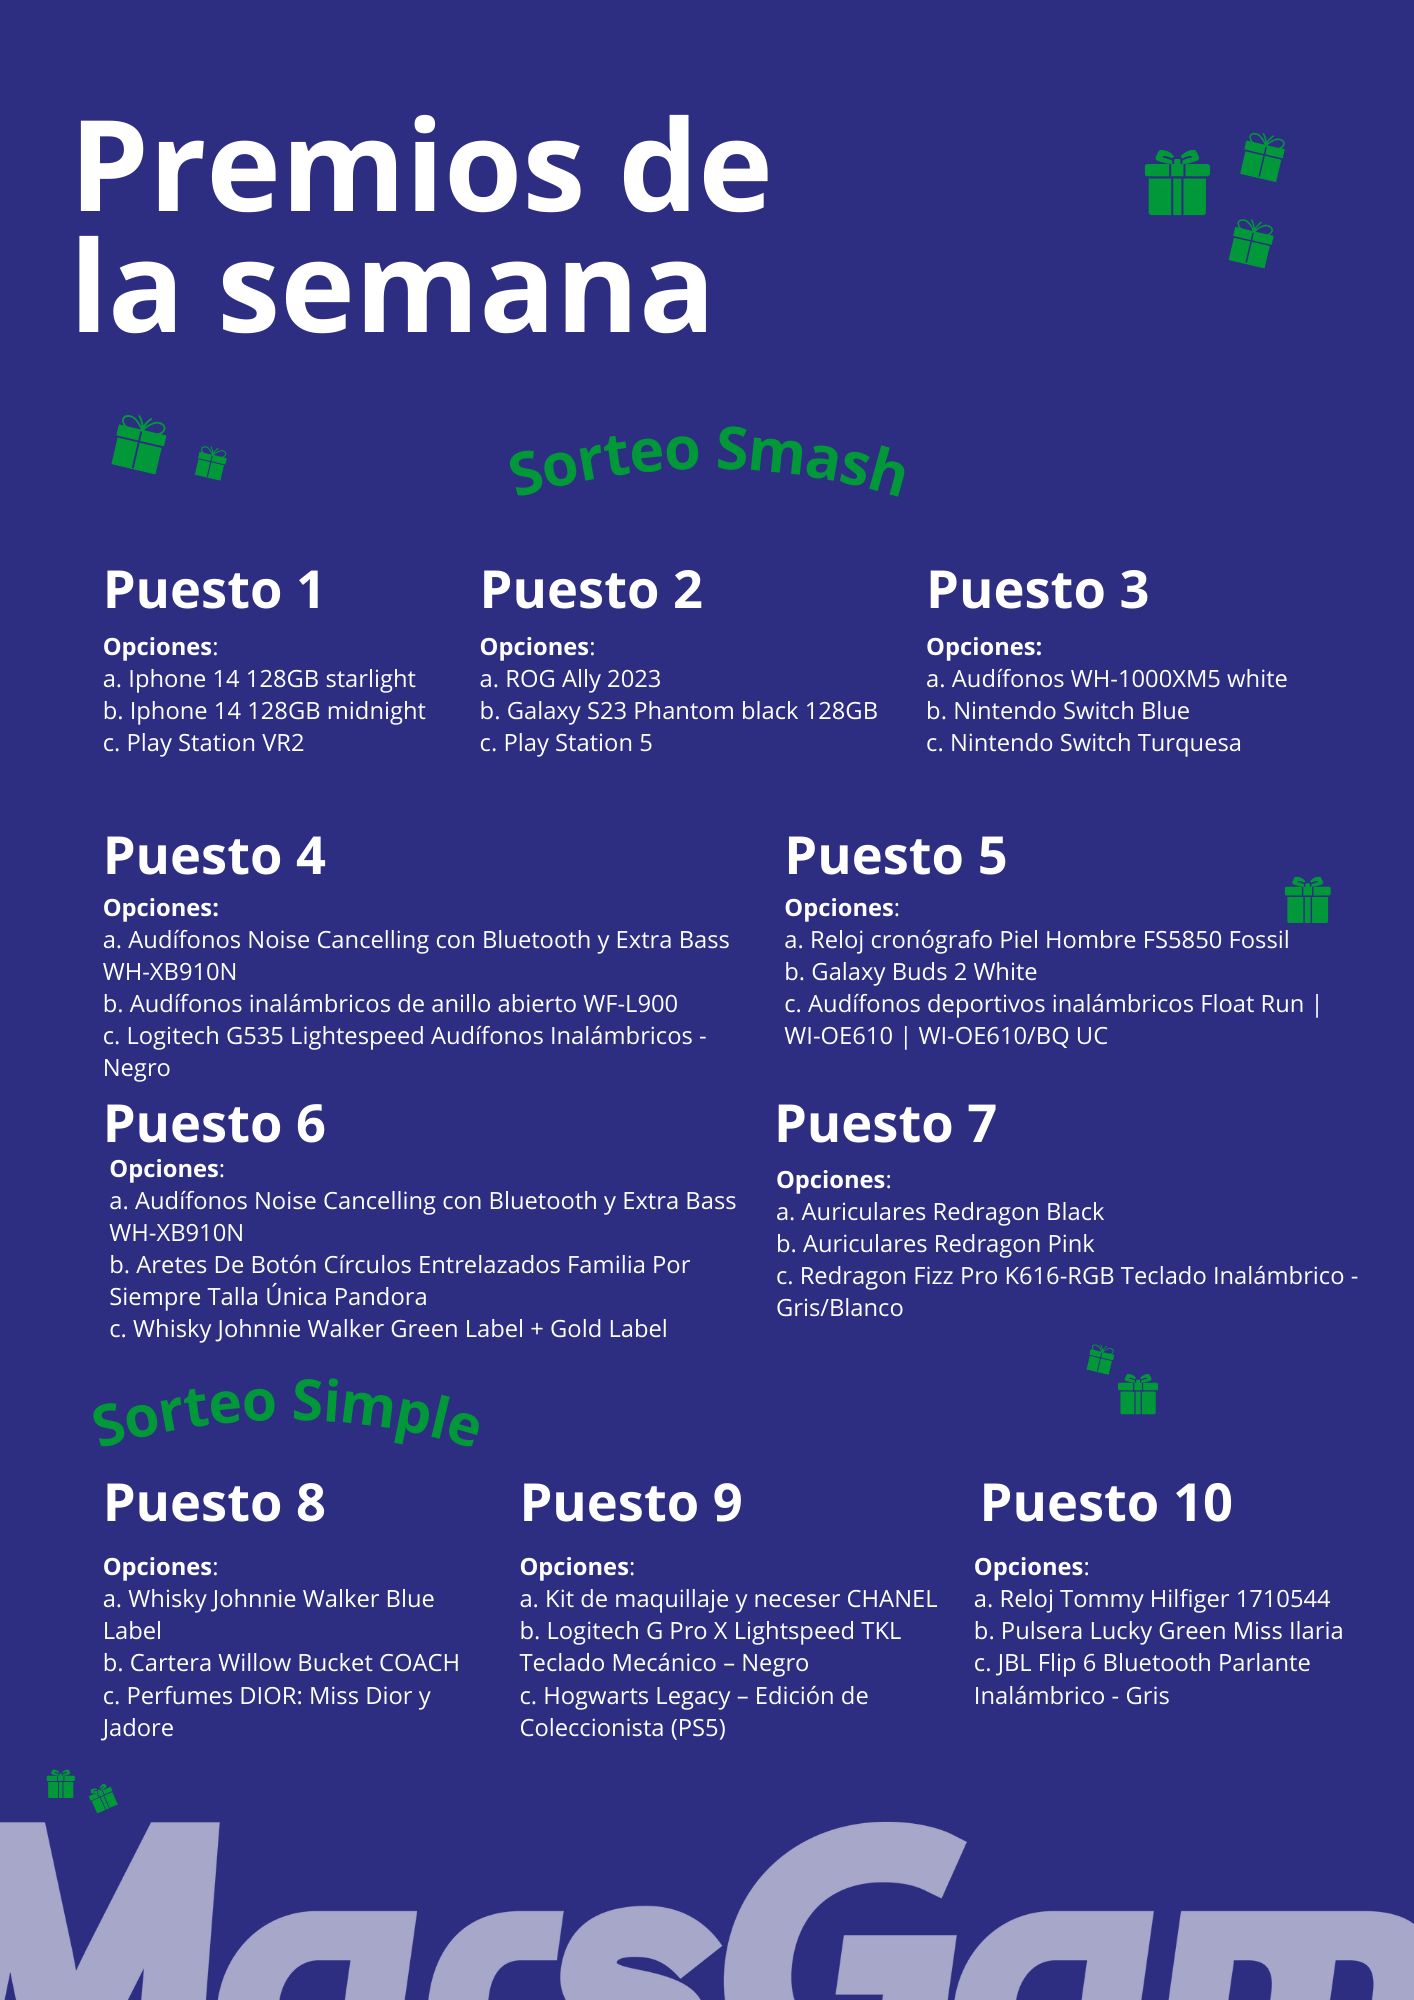 Premios de
la semana
Sorteo Smash
Puesto 1
Opciones:
a. Iphone 14 128GB starlight
b. Iphone 14 128GB midnight
c. Play Station VR2
Puesto 2
Opciones:
a. ROG Ally 2023
b. Galaxy S23 Phantom black 128GB
c. Play Station 5
Puesto 3
Opciones:
a. Audífonos WH-1000XM5 white
b. Nintendo Switch Blue
c. Nintendo Switch Turquesa
Puesto 4
Opciones:
a. Audífonos Noise Cancelling con Bluetooth y Extra Bass
WH-XB910N
b. Audífonos inalámbricos de anillo abierto WF-L900
c. Logitech G535 Lightespeed Audífonos Inalámbricos -
Negro
Puesto 5
Opciones:
a. Reloj cronógrafo Piel Hombre FS5850 Fossil
b. Galaxy Buds 2 White
c. Audífonos deportivos inalámbricos Float Run |
WI-OE610 | WI-OE610/BQ UC
Puesto 6
Opciones:
a. Audífonos Noise Cancelling con Bluetooth y Extra Bass
WH-XB910N
b. Aretes De Botón Círculos Entrelazados Familia Por
Siempre Talla Única Pandora
c. Whisky Johnnie Walker Green Label + Gold Label
Puesto 7
Opciones:
a. Auriculares Redragon Black
b. Auriculares Redragon Pink
c. Redragon Fizz Pro K616-RGB Teclado Inalámbrico -
Gris/Blanco
Sorteo Simple
Puesto 8
Opciones:
a. Whisky Johnnie Walker Blue
Label
b. Cartera Willow Bucket COACH
c. Perfumes DIOR: Miss Dior y
Jadore
Puesto 9
Opciones:
a. Kit de maquillaje y neceser CHANEL
b. Logitech G Pro X Lightspeed TKL
Teclado Mecánico – Negro
c. Hogwarts Legacy – Edición de
Coleccionista (PS5)
Puesto 10
Opciones:
a. Reloj Tommy Hilfiger 1710544
b. Pulsera Lucky Green Miss Ilaria
c. JBL Flip 6 Bluetooth Parlante
Inalámbrico - Gris
MarsGam